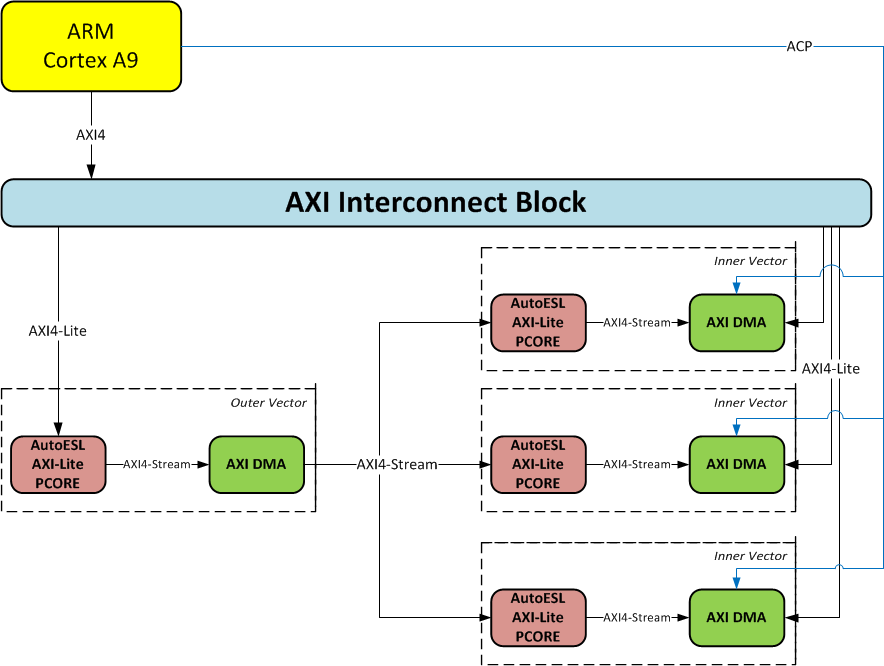 ARM
Cortex A9
ACP
AXI4
AXI Interconnect Block
Inner Vector
AutoESL
AXI-Lite
PCORE
AXI4-Stream
AXI DMA
AXI4-Lite
AXI4-Lite
Outer Vector
AutoESL
AXI-Lite
PCORE
AXI4-Stream
AXI DMA
AXI4-Stream
Inner Vector
AutoESL
AXI-Lite
PCORE
AXI4-Stream
AXI DMA
Inner Vector
AutoESL
AXI-Lite
PCORE
AXI4-Stream
AXI DMA